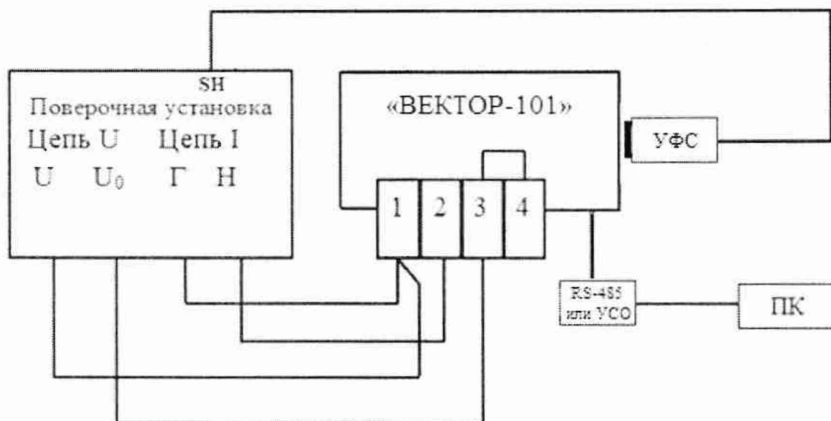 SH
Поверочная установка
Цепь U Цепь I
U U₀ Г Н
«ВЕКТОР-101»
1 2 3 4
УФС
RS-485
или УСО
ПК